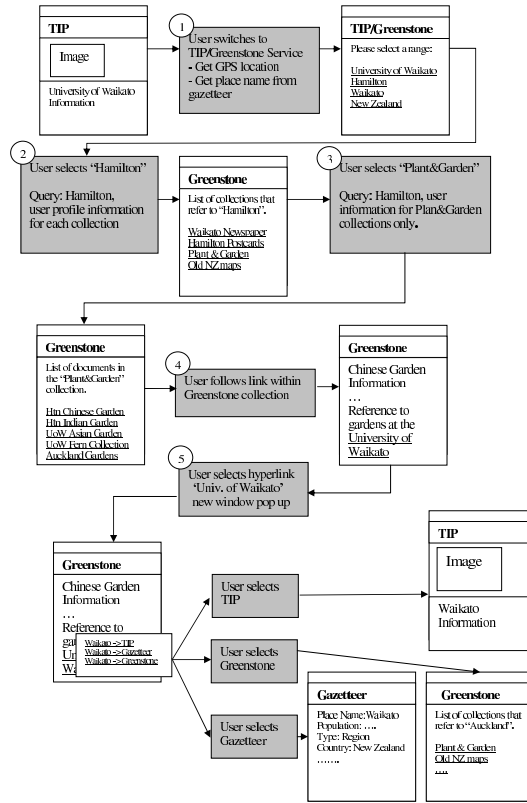 TIP
Image
University of Waikato
Information
1
User switches to
TIP/Greenstone Service
- Get GPS location
- Get place name from
gazetteer
TIP/Greenstone
Please select a range:
University of Waikato
Hamilton
Waikato
New Zealand
2
User selects “Hamilton”
Query: Hamilton,
user profile information
for each collection
Greenstone
List of collections that
refer to “Hamilton”.
Waikato Newspaper
Hamilton Postcards
Plant & Garden
Old NZ maps
3
User selects “Plant&Garden”
Query: Hamilton, user
information for Plan&Garden
collections only.
Greenstone
List of documents in
the “Plant&Garden”
collection.
Htn Chinese Garden
Htn Indian Garden
UoW Asian Garden
UoW Fern Collection
Auckland Gardens
4
User follows link within
Greenstone collection
Greenstone
Chinese Garden
Information
…
Reference to
gardens at the
University of
Waikato
5
User selects hyperlink
‘Univ. of Waikato’
new window pop up
Greenstone
Chinese Garden
Information
…
Reference to
ga
Un
Wa
Waikato -> TIP
Waikato -> Gazetteer
Waikato -> Greenstone
User selects
TIP
TIP
Image
Waikato
Information
User selects
Greenstone
User selects
Gazetteer
Gazetteer
Place Name: Waikato
Population: ….
Type: Region
Country: New Zealand
…….
Greenstone
List of collections that
refer to “Auckland”.
Plant & Garden
Old NZ maps
….